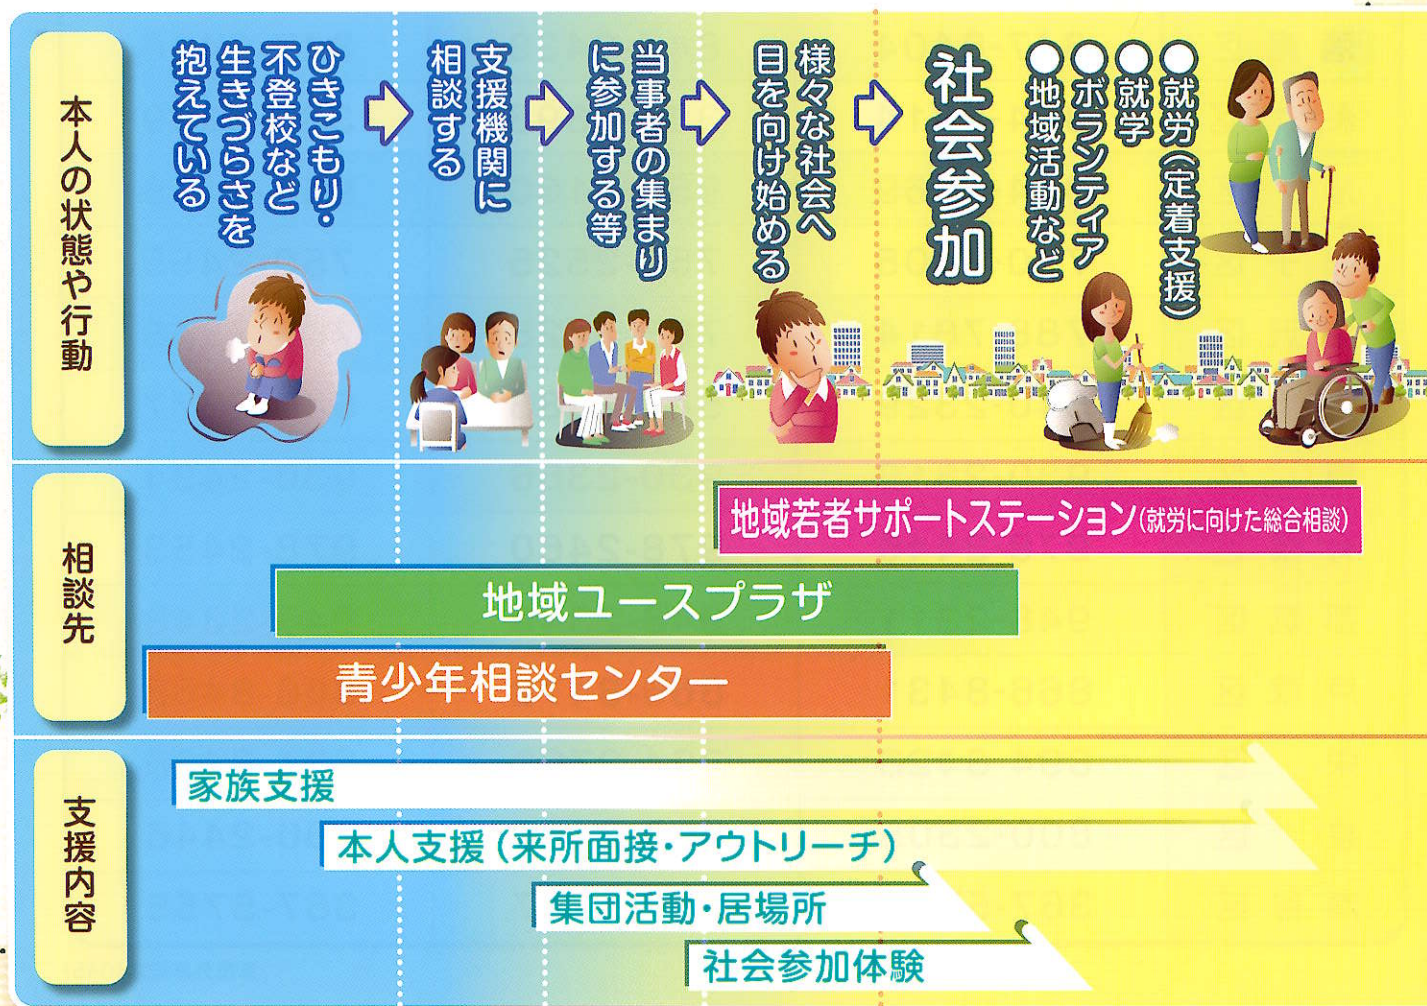 本人の状態や行動
ひきこもり・
不登校など
生きづらさを
抱えている
支援機関に
相談する
当事者の集まり
に参加する等
様々な社会へ
目を向け始める
社会参加
●就労(定着支援)
●就学
●ボランティア
●地域活動など
相談先
地域若者サポートステーション(就労に向けた総合相談)
地域ユースプラザ
青少年相談センター
支援内容
家族支援
本人支援(来所面接・アウトリーチ)
集団活動・居場所
社会参加体験